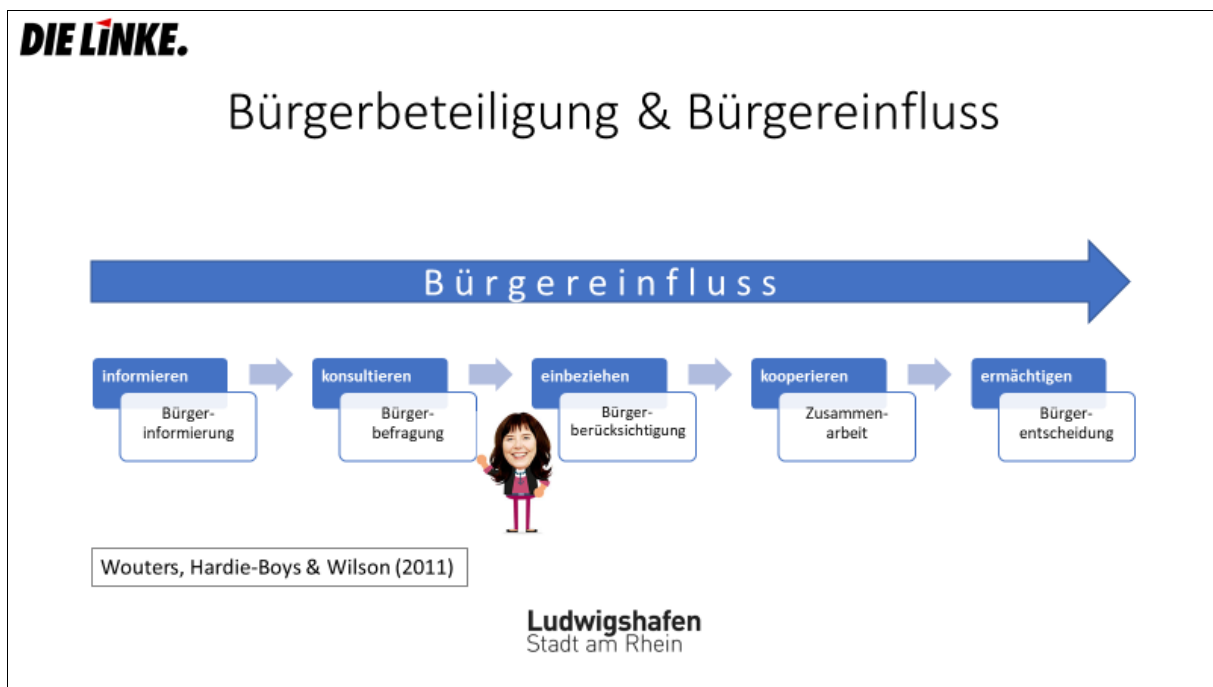 DIE LiNKE.
Bürgerbeteiligung & Bürgereinfluss
Bürgereinfluss
informieren
Bürger-
informierung
konsultieren
Bürger-
befragung
einbeziehen
Bürger-
berücksichtigung
kooperieren
Zusammen-
arbeit
ermächtigen
Bürger-
entscheidung
Wouters, Hardie-Boys & Wilson (2011)
Ludwigshafen
Stadt am Rhein